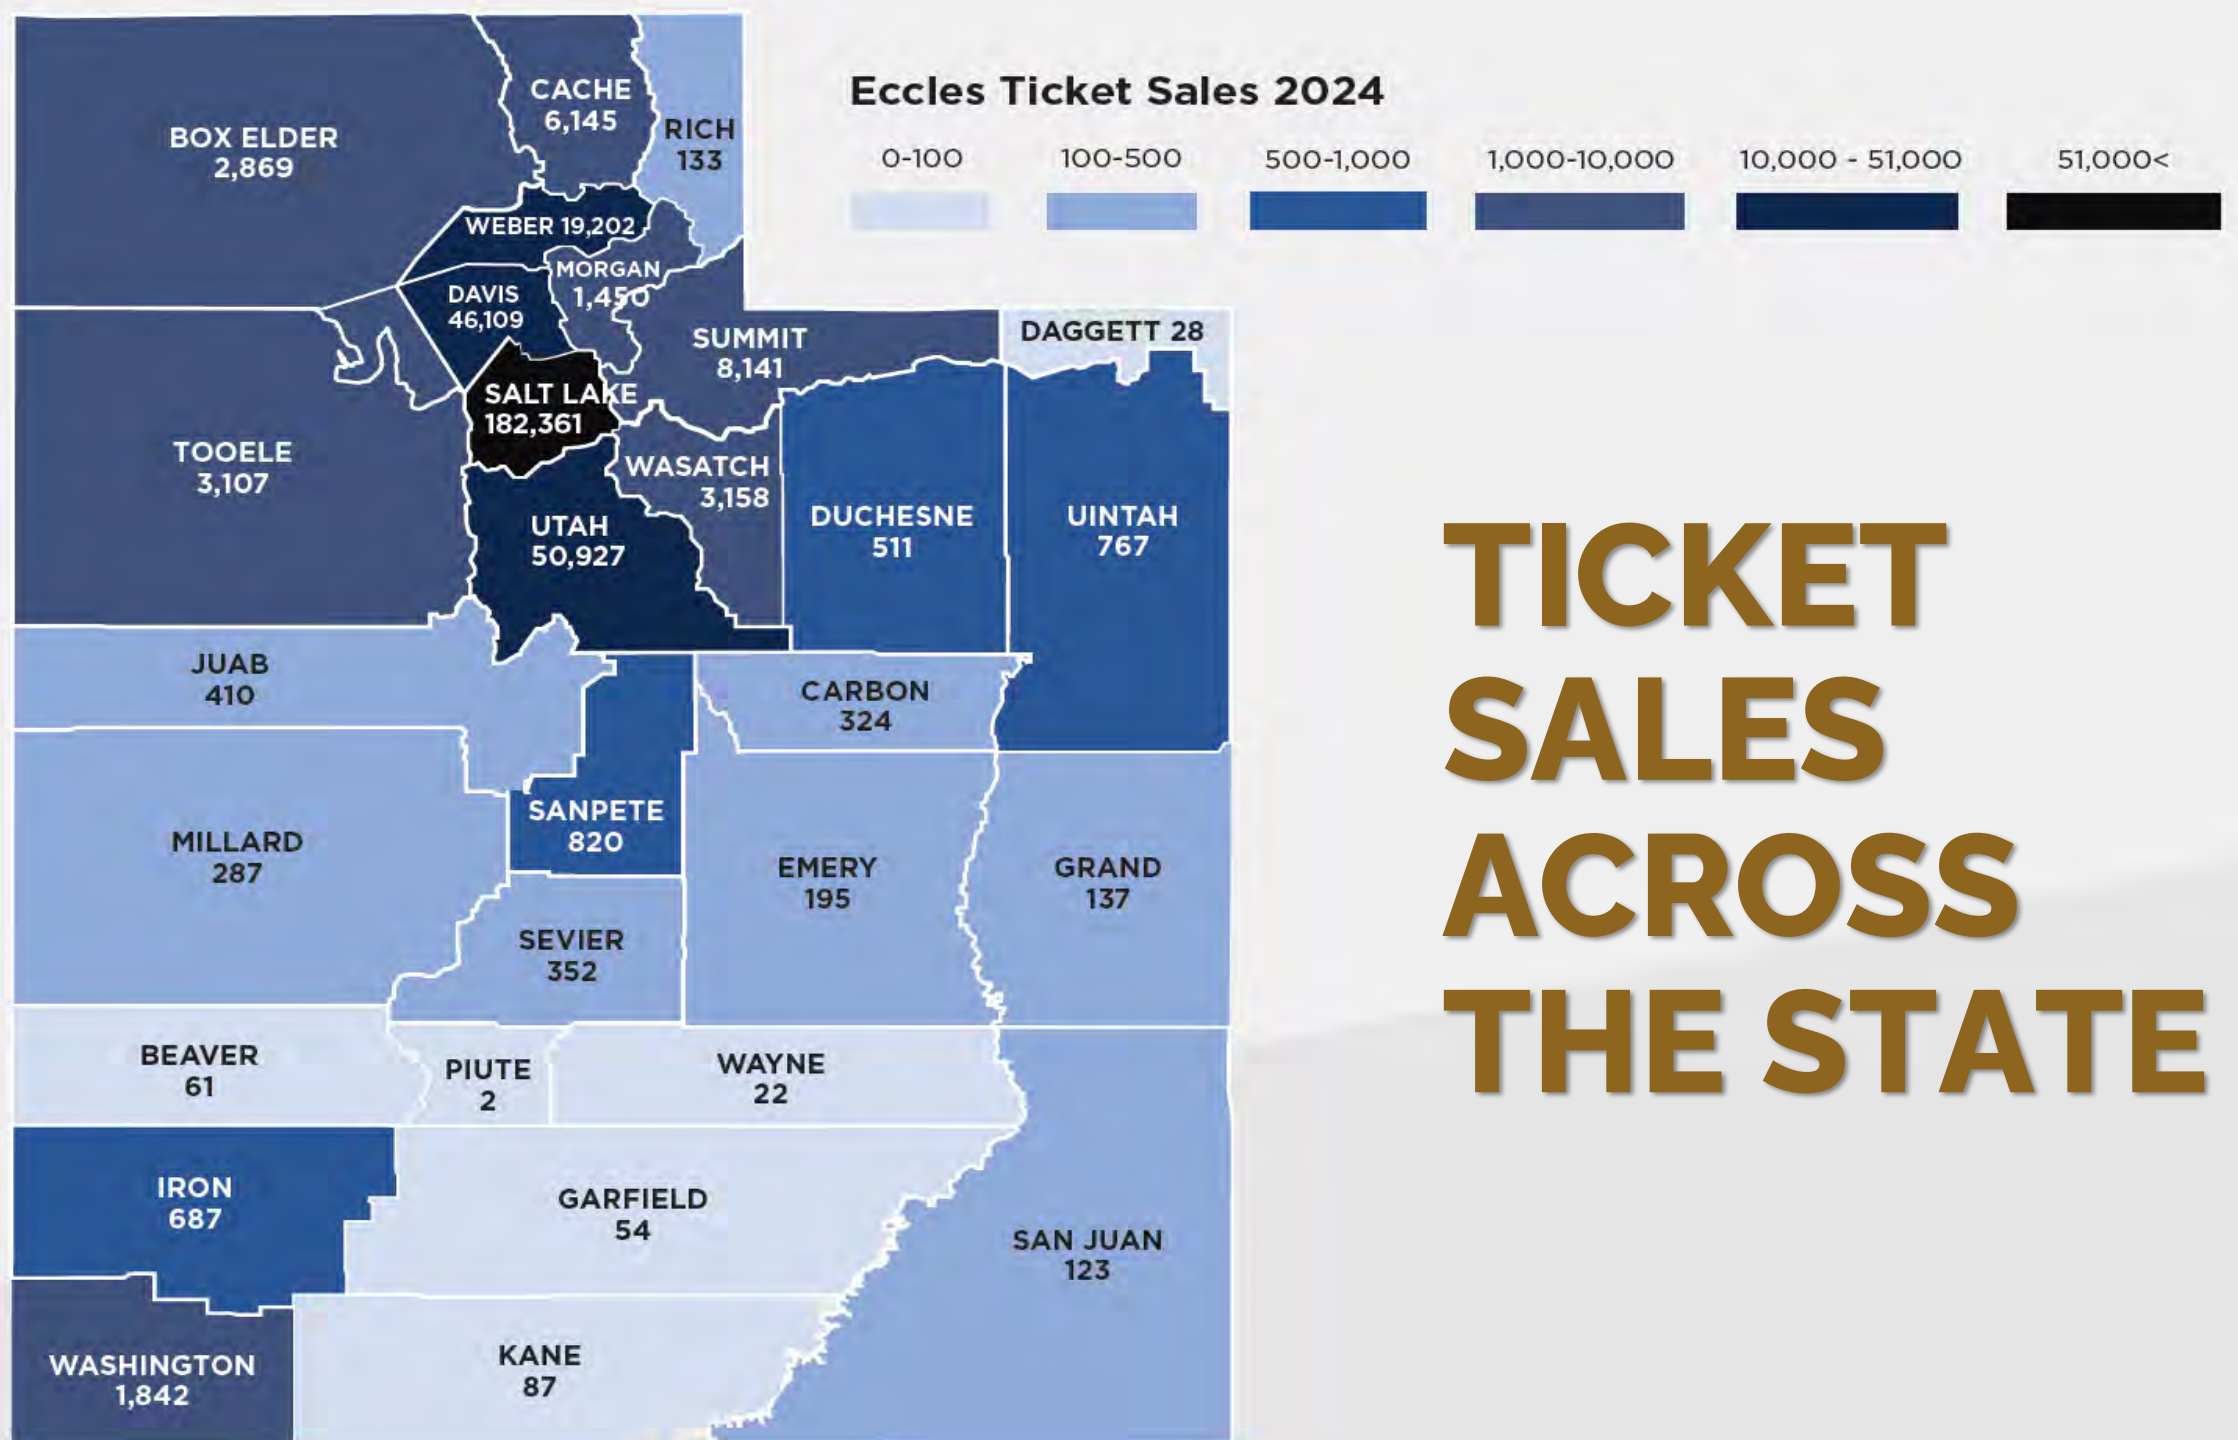 Eccles Ticket Sales 2024
0-100 100-500 500-1,000 1,000-10,000 10,000 - 51,000 51,000<
BOX ELDER
2,869
CACHE
6,145
RICH
133
WEBER 19,202
MORGAN
1,450
DAVIS
46,109
SUMMIT
8,141
DAGGETT 28
SALT LAKE
182,361
TOOELE
3,107
WASATCH
3,158
UTAH
50,927
DUCHESNE
511
UINTAH
767
JUAB
410
CARBON
324
SANPETE
820
MILLARD
287
EMERY
195
GRAND
137
SEVIER
352
BEAVER
61
PIUTE
2
WAYNE
22
IRON
687
GARFIELD
54
SAN JUAN
123
WASHINGTON
1,842
KANE
87
TICKET
SALES
ACROSS
THE STATE